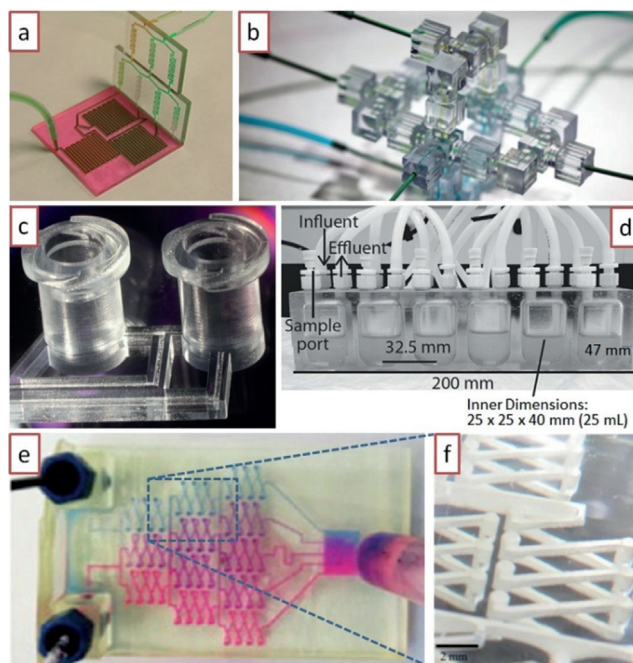 a
b
c
d
Influent
Effluent
Sample
port
32.5 mm
47 mm
200 mm
Inner Dimensions:
25 x 25 x 40 mm (25 mL)
e
f
2 mm